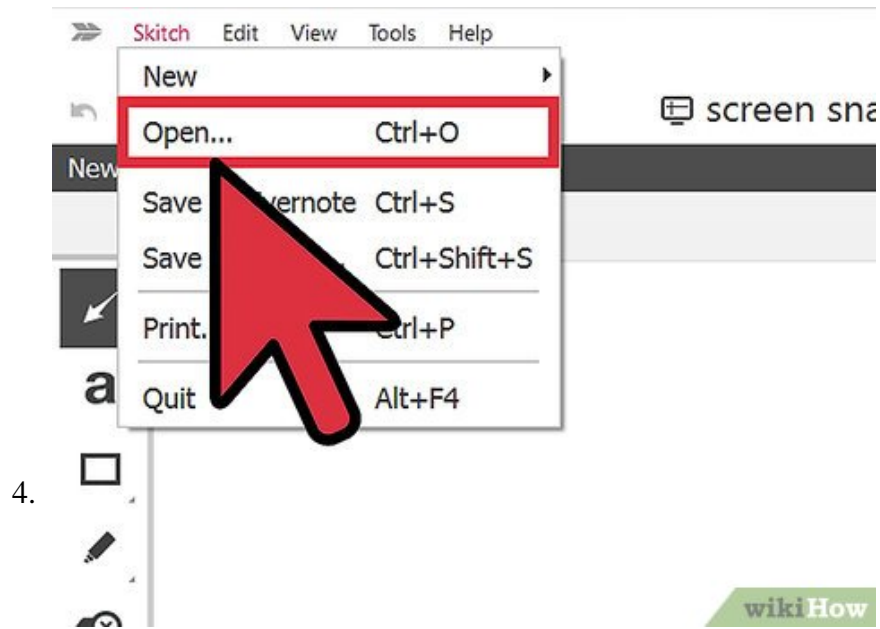 Skitch Edit View Tools Help
New
Open... Ctrl+O
screen sna
New
Save vernote Ctrl+S
Save Ctrl+Shift+S
Print. Ctrl+P
a
Quit Alt+F4
4.
wikiHow